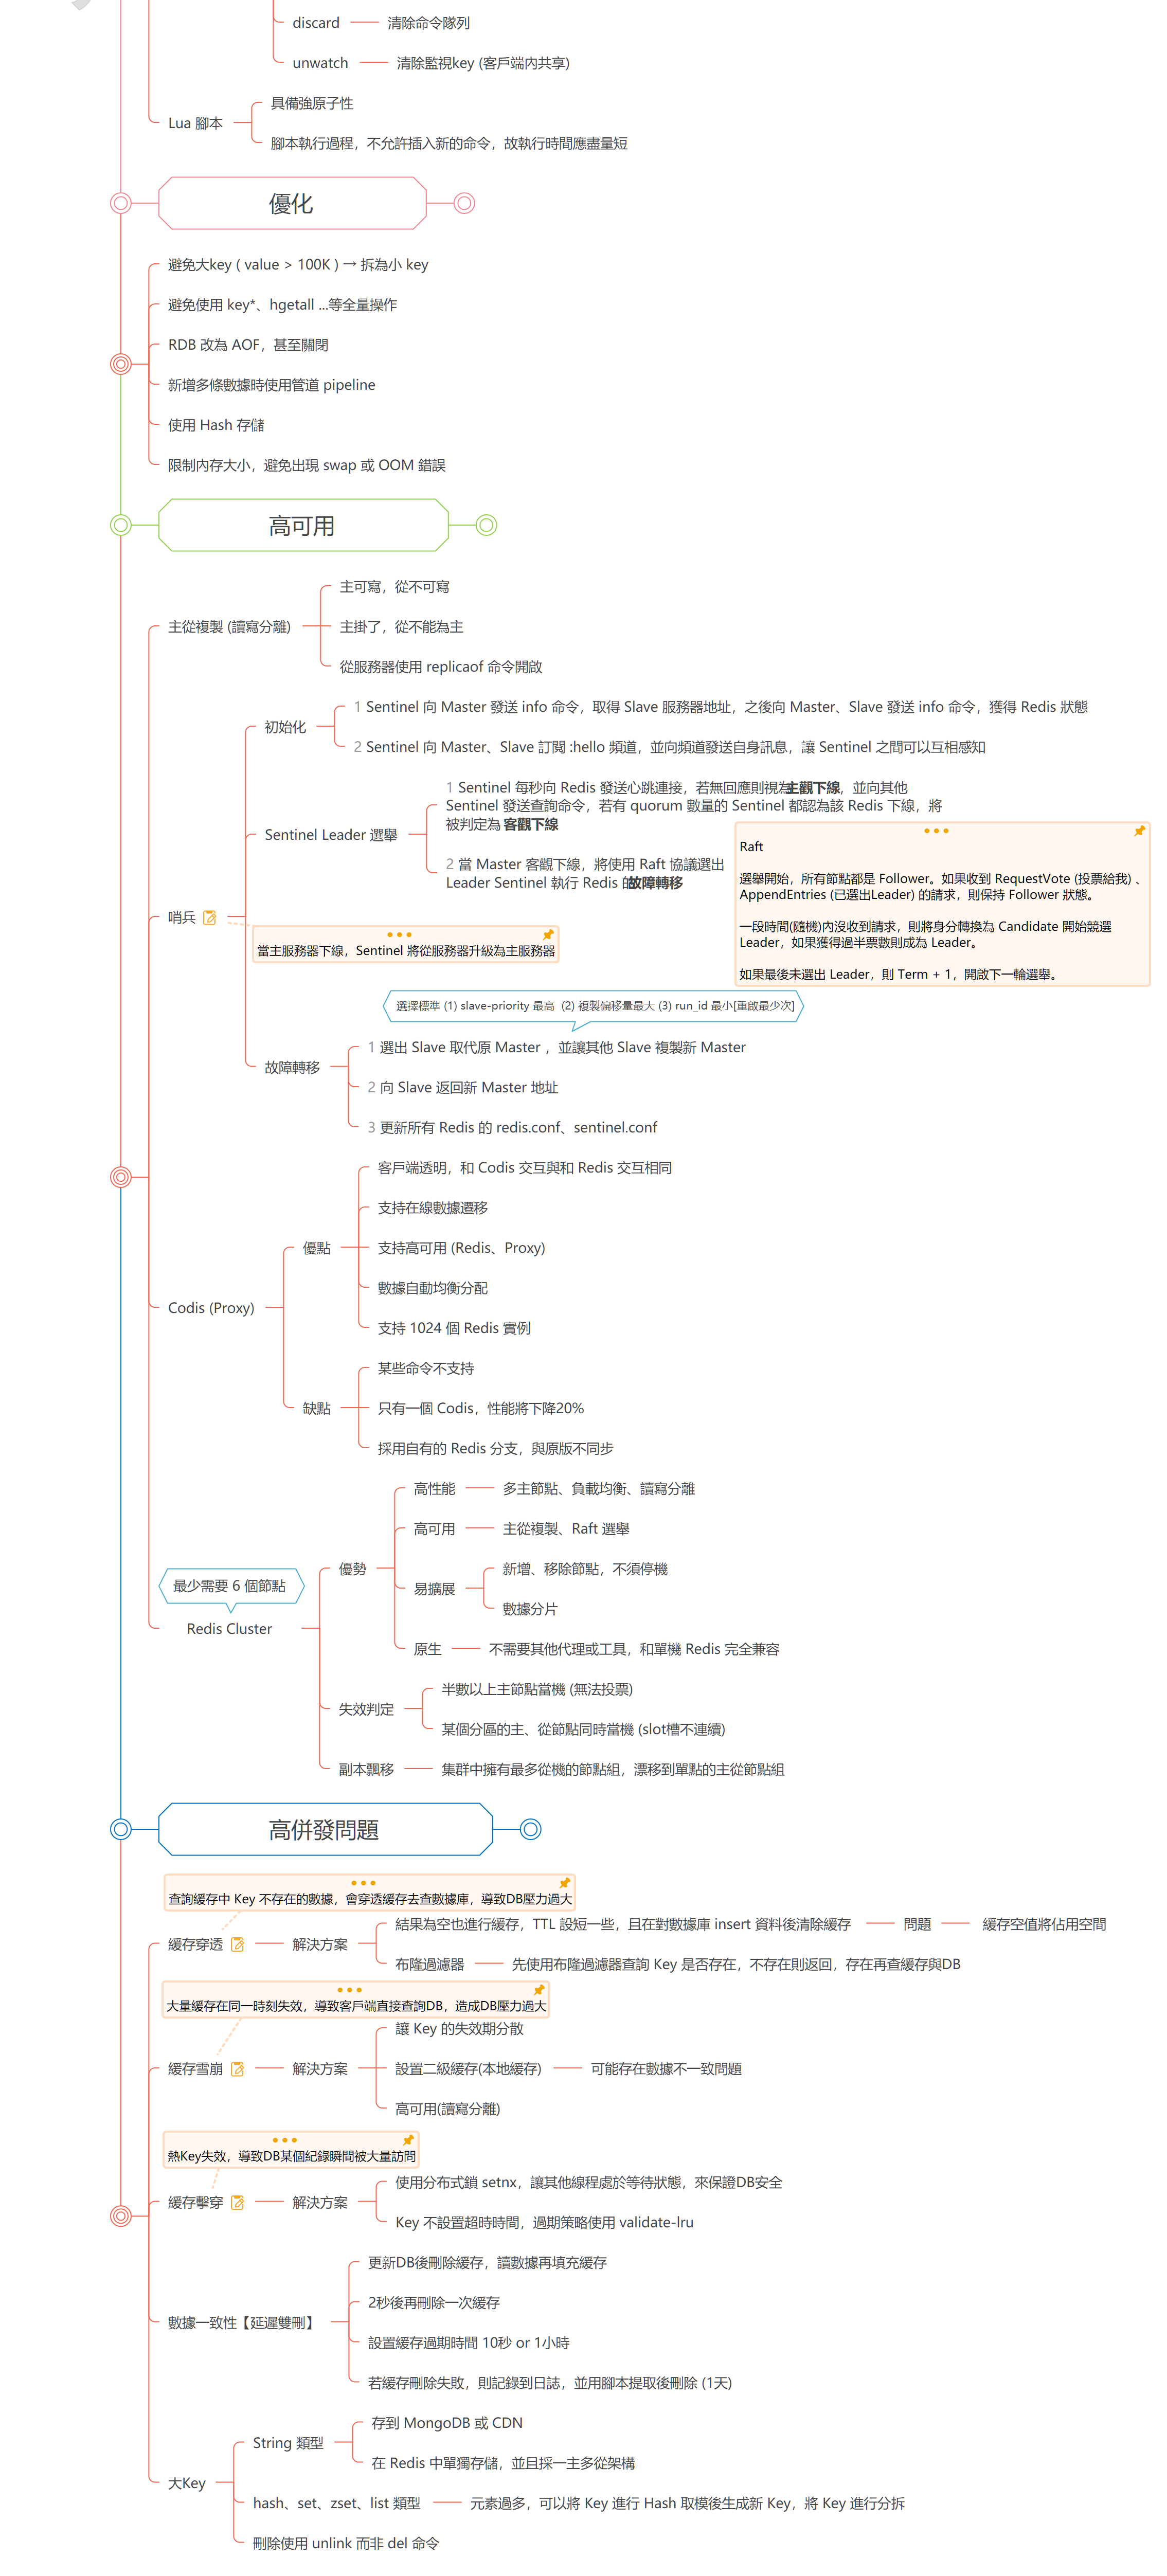 discard
清除命令隊列
unwatch
清除監視key (客戶端內共享)
Lua 腳本
具備強原子性
腳本執行過程，不允許插入新的命令，故執行時間應盡量短
優化
避免大key ( value > 100K ) → 拆為小 key
避免使用 key*、hgetall ...等全量操作
RDB 改為 AOF，甚至關閉
新增多條數據時使用管道 pipeline
使用 Hash 存儲
限制內存大小，避免出現 swap 或 OOM 錯誤
高可用
主從複製 (讀寫分離)
主可寫，從不可寫
主掛了，從不能為主
從服務器使用 replicaof 命令開啟
哨兵
當主服務器下線，Sentinel 將從服務器升級為主服務器
初始化
1 Sentinel 向 Master 發送 info 命令，取得 Slave 服務器地址，之後向 Master、Slave 發送 info 命令，獲得 Redis 狀態
2 Sentinel 向 Master、Slave 訂閱 :hello 頻道，並向頻道發送自身訊息，讓 Sentinel 之間可以互相感知
Sentinel Leader 選舉
1 Sentinel 每秒向 Redis 發送心跳連接，若無回應則視為主觀下線，並向其他
Sentinel 發送查詢命令，若有 quorum 數量的 Sentinel 都認為該 Redis 下線，將
被判定為 客觀下線
2 當 Master 客觀下線，將使用 Raft 協議選出
Leader Sentinel 執行 Redis 的故障轉移
Raft
選舉開始，所有節點都是 Follower。如果收到 RequestVote (投票給我) 、
AppendEntries (已選出Leader) 的請求，則保持 Follower 狀態。
一段時間(隨機)內沒收到請求，則將身分轉換為 Candidate 開始競選
Leader，如果獲得過半票數則成為 Leader。
如果最後未選出 Leader，則 Term + 1，開啟下一輪選舉。
選擇標準 (1) slave-priority 最高 (2) 複製偏移量最大 (3) run_id 最小[重啟最少次]
故障轉移
1 選出 Slave 取代原 Master ，並讓其他 Slave 複製新 Master
2 向 Slave 返回新 Master 地址
3 更新所有 Redis 的 redis.conf、sentinel.conf
Codis (Proxy)
優點
客戶端透明，和 Codis 交互與和 Redis 交互相同
支持在線數據遷移
支持高可用 (Redis、Proxy)
數據自動均衡分配
支持 1024 個 Redis 實例
缺點
某些命令不支持
只有一個 Codis，性能將下降20%
採用自有的 Redis 分支，與原版不同步
最少需要 6 個節點
Redis Cluster
優勢
高性能
多主節點、負載均衡、讀寫分離
高可用
主從複製、Raft 選舉
易擴展
新增、移除節點，不須停機
數據分片
原生
不需要其他代理或工具，和單機 Redis 完全兼容
失效判定
半數以上主節點當機 (無法投票)
某個分區的主、從節點同時當機 (slot槽不連續)
副本飄移
集群中擁有最多從機的節點組，漂移到單點的主從節點組
高併發問題
查詢緩存中 Key 不存在的數據，會穿透緩存去查數據庫，導致DB壓力過大
緩存穿透
解決方案
結果為空也進行緩存，TTL 設短一些，且在對數據庫 insert 資料後清除緩存
問題
緩存空值將佔用空間
布隆過濾器
先使用布隆過濾器查詢 Key 是否存在，不存在則返回，存在再查緩存與DB
大量緩存在同一時刻失效，導致客戶端直接查詢DB，造成DB壓力過大
緩存雪崩
解決方案
讓 Key 的失效期分散
設置二級緩存(本地緩存)
可能存在數據不一致問題
高可用(讀寫分離)
熱Key失效，導致DB某個紀錄瞬間被大量訪問
緩存擊穿
解決方案
使用分布式鎖 setnx，讓其他線程處於等待狀態，來保證DB安全
Key 不設置超時時間，過期策略使用 validate-lru
數據一致性【延遲雙刪】
更新DB後刪除緩存，讀數據再填充緩存
2秒後再刪除一次緩存
設置緩存過期時間 10秒 or 1小時
若緩存刪除失敗，則記錄到日誌，並用腳本提取後刪除 (1天)
大Key
String 類型
存到 MongoDB 或 CDN
在 Redis 中單獨存儲，並且採一主多從架構
hash、set、zset、list 類型
元素過多，可以將 Key 進行 Hash 取模後生成新 Key，將 Key 進行分拆
刪除使用 unlink 而非 del 命令